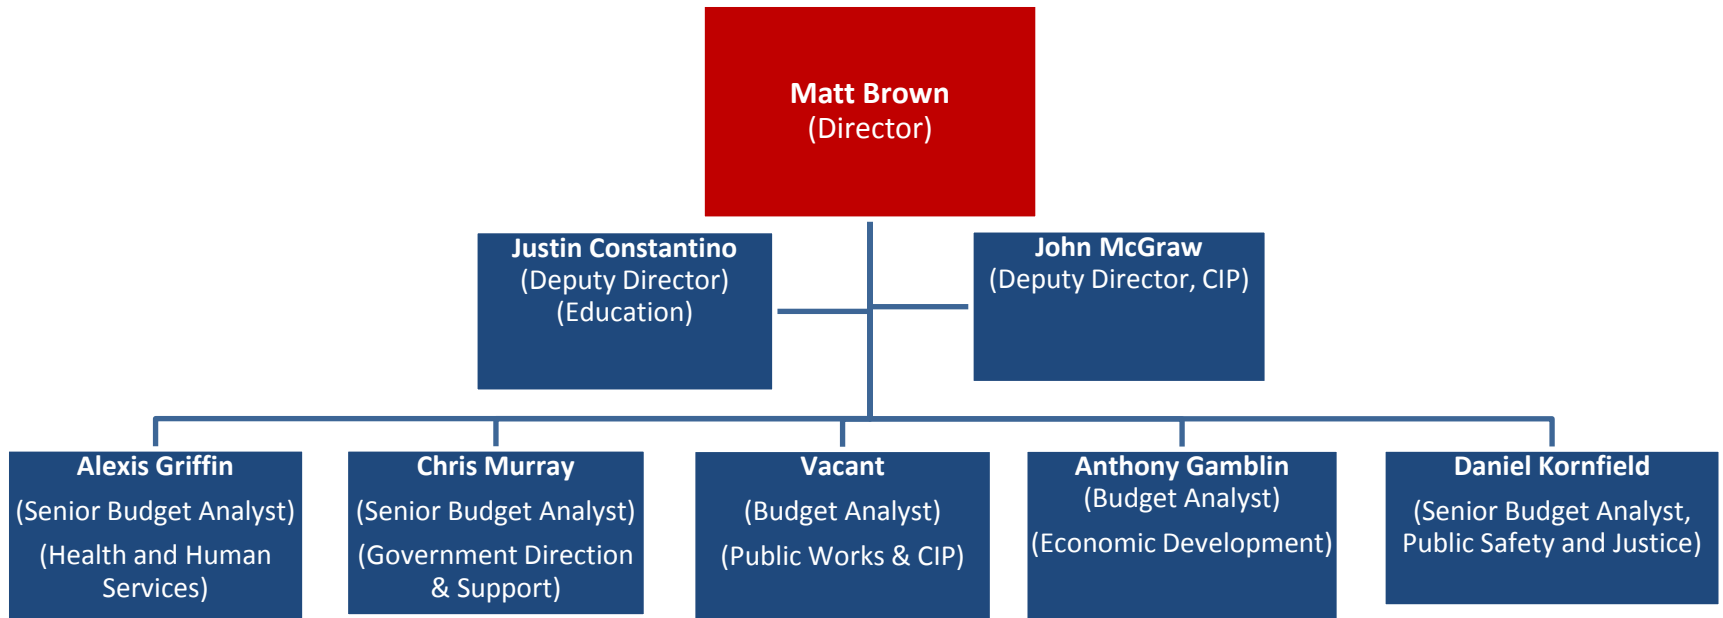 Matt Brown
(Director)
Justin Constantino
(Deputy Director)
(Education)
John McGraw
(Deputy Director, CIP)
Alexis Griffin
(Senior Budget Analyst)
(Health and Human
Services)
Chris Murray
(Senior Budget Analyst)
(Government Direction
& Support)
Vacant
(Budget Analyst)
(Public Works & CIP)
Anthony Gamblin
(Budget Analyst)
(Economic Development)
Daniel Kornfield
(Senior Budget Analyst,
Public Safety and Justice)